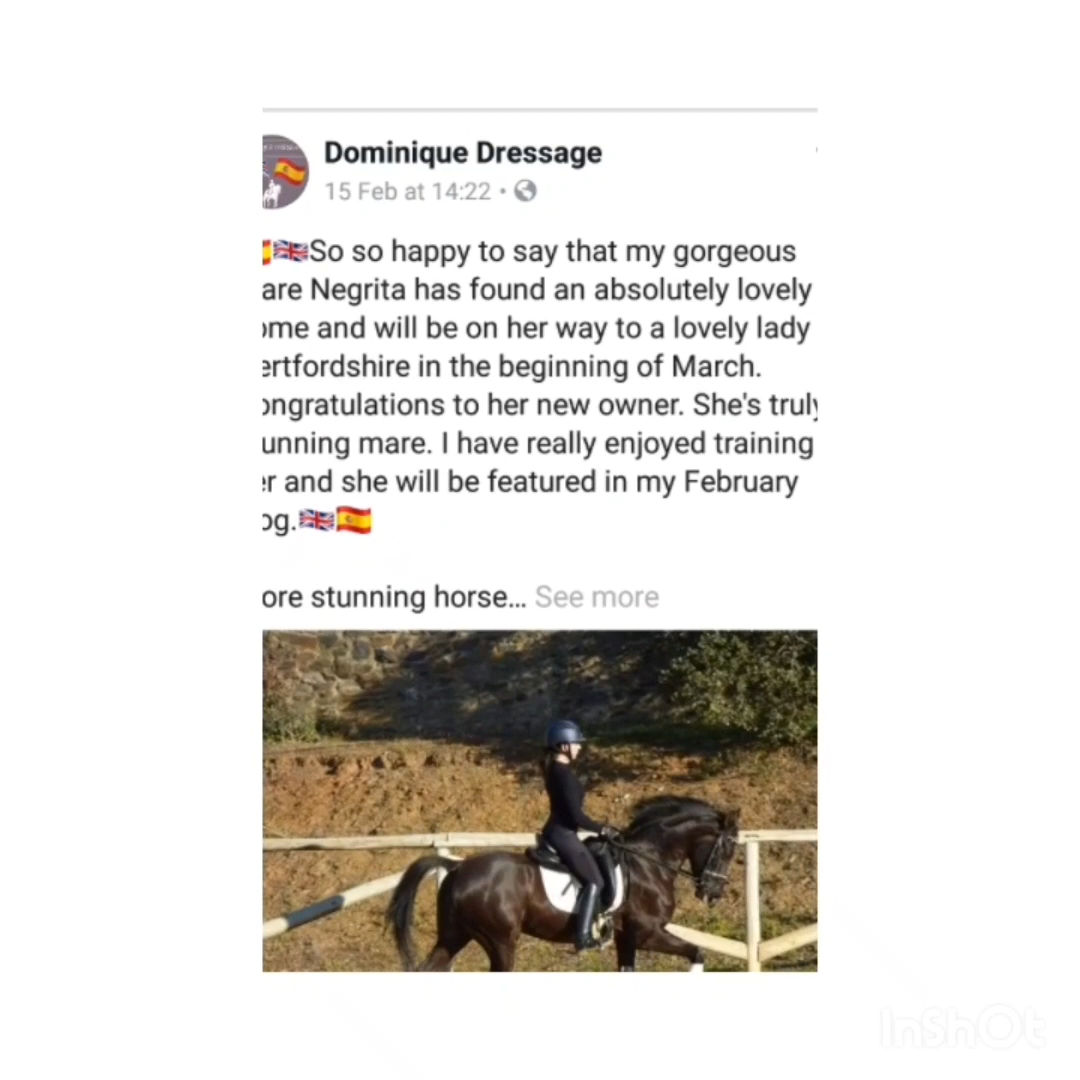 Dominique Dressage
15 Feb at 14:22 •
🇬🇧So so happy to say that my gorgeous
are Negrita has found an absolutely lovely
ome and will be on her way to a lovely lady
ertfordshire in the beginning of March.
ongratulations to her new owner. She's truly
unning mare. I have really enjoyed training
er and she will be featured in my February
og.🇬🇧🇪🇸
ore stunning horse... See more
InShOt